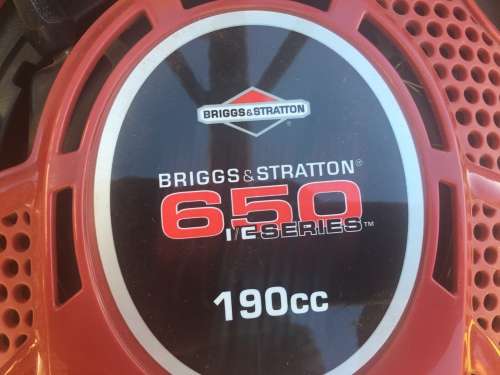 BRIGGS&STRATTON
®
BRIGGS & STRATTON®
650
I/E SERIES™
190cc